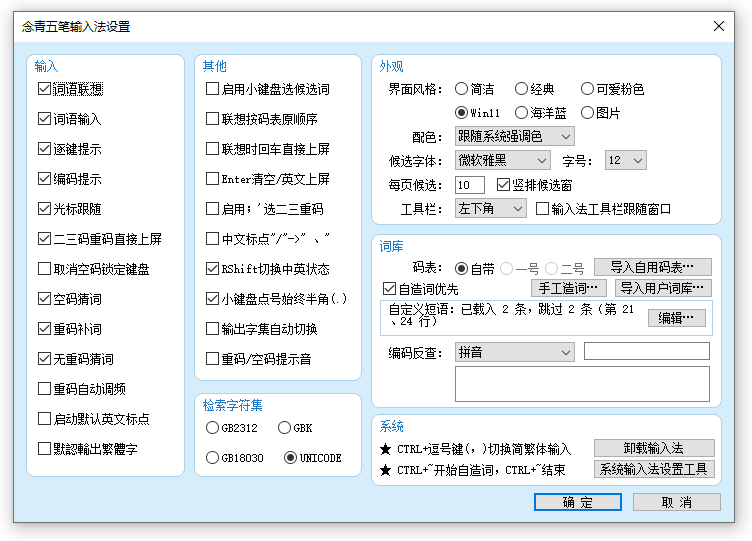 念青五笔输入法设置
输入
词语联想
词语输入
逐键提示
编码提示
光标跟随
二三码重码直接上屏
取消空码锁定键盘
空码猜词
重码补词
无重码猜词
重码自动调频
启动默认英文标点
默認輸出繁體字
其他
启用小键盘选候选词
联想按码表原顺序
联想时回车直接上屏
Enter清空/英文上屏
启用；'选二三重码
中文标点"/"->" 、"
RShift切换中英状态
小键盘点号始终半角(.)
输出字集自动切换
重码/空码提示音
检索字符集
GB2312 GBK
GB18030 UNICODE
外观
界面风格: 简洁 经典 可爱粉色
Win11 海洋蓝 图片
配色: 跟随系统强调色
候选字体: 微软雅黑 字号: 12
每页候选: 10 竖排候选窗
工具栏: 左下角 输入法工具栏跟随窗口
词库
码表: 自带 一号 二号 导入自用码表…
自造词优先 手工造词… 导入用户词库…
自定义短语: 已载入 2 条, 跳过 2 条 (第 21
、24 行) 编辑…
编码反查: 拼音
系统
★ CTRL+逗号键(，)切换简繁体输入 卸载输入法
★ CTRL+~开始自造词, CTRL+~结束 系统输入法设置工具
确 定 取 消